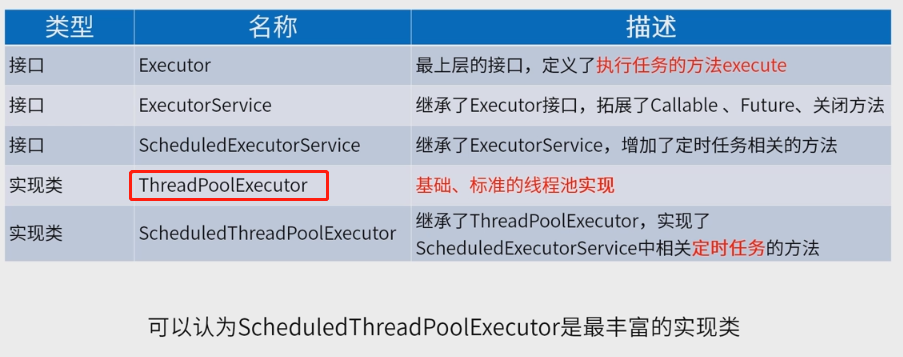 类型 名称 描述
接口 Executor 最上层的接口，定义了执行任务的方法execute
接口 ExecutorService 继承了Executor接口，拓展了Callable 、Future、关闭方法
接口 ScheduledExecutorService 继承了ExecutorService，增加了定时任务相关的方法
实现类 ThreadPoolExecutor 基础、标准的线程池实现
实现类 ScheduledThreadPoolExecutor 继承了ThreadPoolExecutor，实现了
ScheduledExecutorService中相关定时任务的方法
可以认为ScheduledThreadPoolExecutor是最丰富的实现类